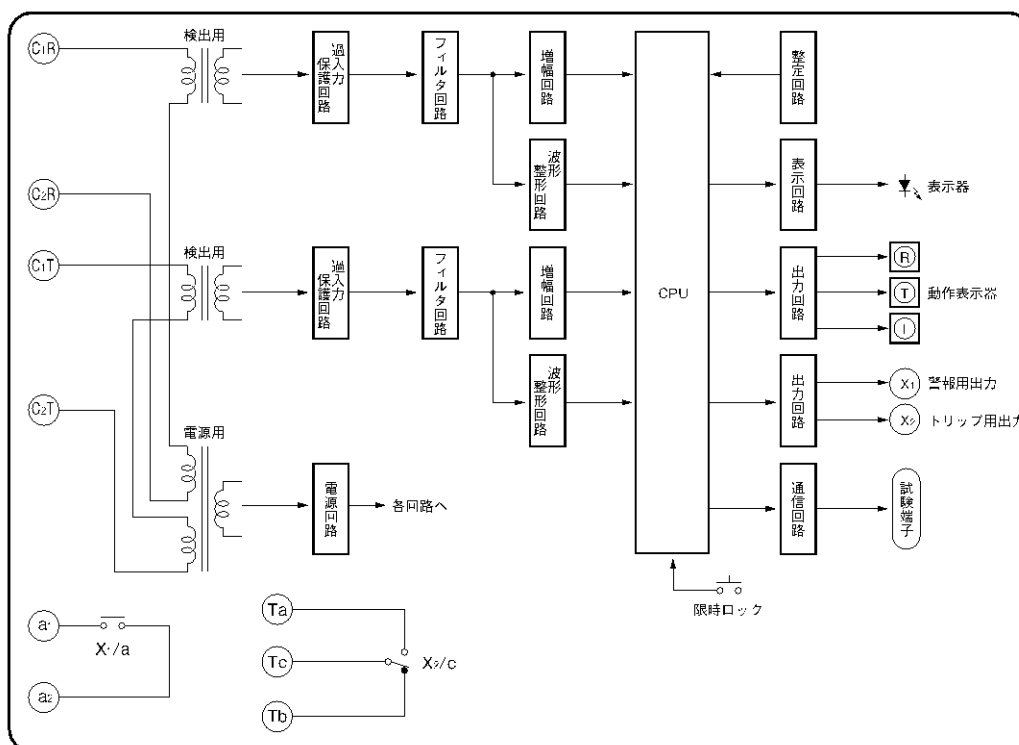 C1R
検出用
過入力保護回路
フィルタ回路
増幅回路
整定回路
波形整形回路
表示回路
表示器
C2R
検出用
C1T
過入力保護回路
フィルタ回路
増幅回路
CPU
出力回路
R
T
I
動作表示器
波形整形回路
出力回路
X1
警報用出力
X2
トリップ用出力
C2T
電源用
電源回路
各回路へ
通信回路
試験端子
限時ロック
a1
X1/a
a2
Ta
Tc
X2/c
Tb